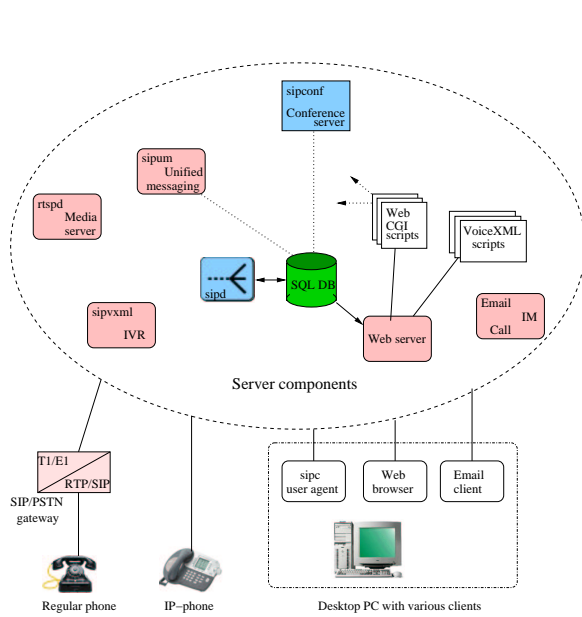 sipconf
Conference
server
sipum
Unified
messaging
rtspd
Media
server
Web
CGI
scripts
VoiceXML
scripts
sipd
SQL DB
sipvxml
IVR
Web server
Email
IM
Call
Server components
T1/E1
RTP/SIP
SIP/PSTN
gateway
sipc
user agent
Web
browser
Email
client
Regular phone
IP−phone
Desktop PC with various clients